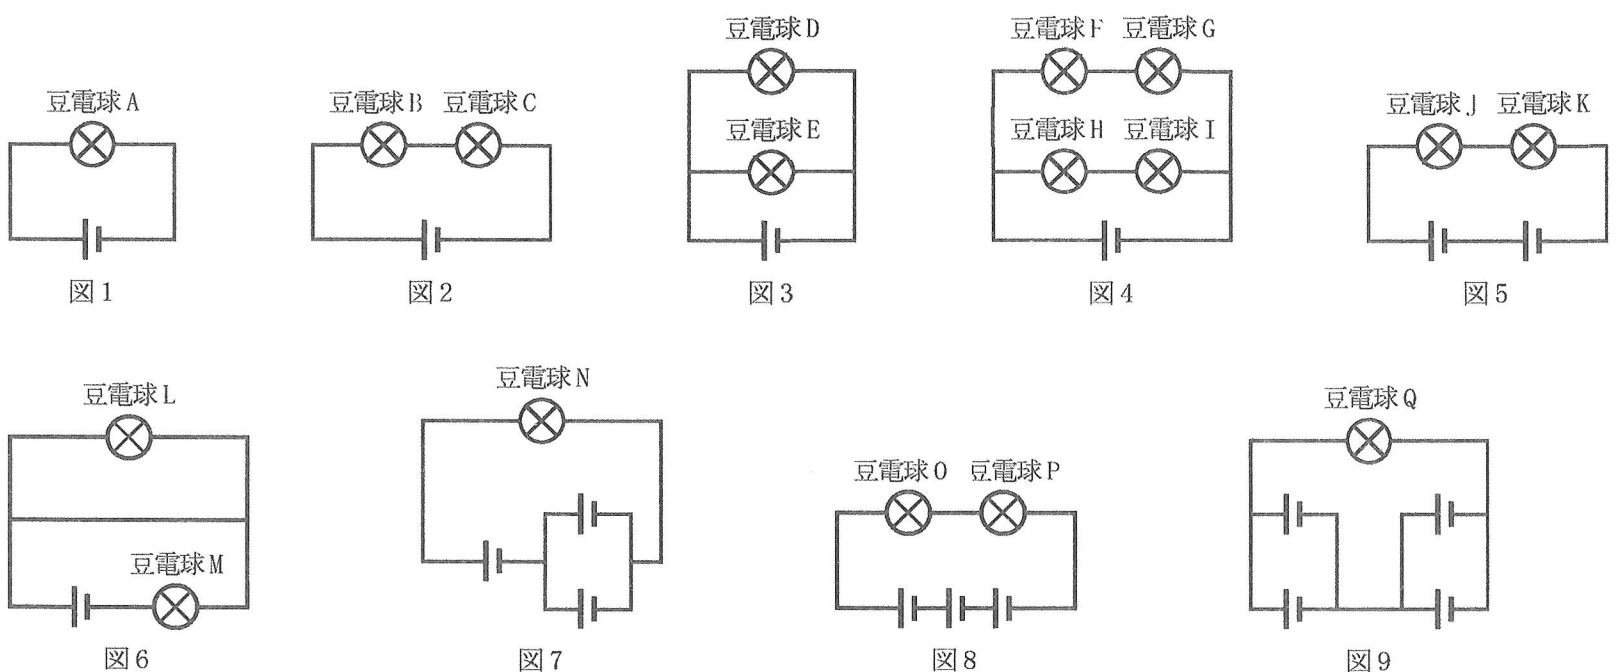 豆電球D
豆電球F 豆電球G
豆電球A
豆電球B 豆電球C
豆電球E
豆電球H 豆電球I
豆電球J 豆電球K
図1
図2
図3
図4
図5
豆電球L
豆電球N
豆電球Q
豆電球M
豆電球O 豆電球P
図6
図7
図8
図9